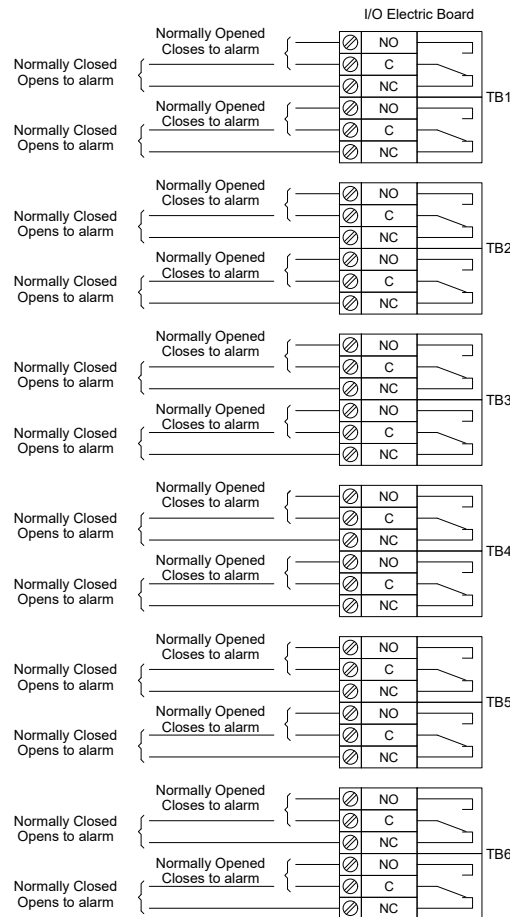 I/O Electric Board
Normally Opened
Closes to alarm
NO
Normally Closed
Opens to alarm
C
NC
TB1
Normally Opened
Closes to alarm
NO
Normally Closed
Opens to alarm
C
NC
Normally Opened
Closes to alarm
NO
Normally Closed
Opens to alarm
C
NC
TB2
Normally Opened
Closes to alarm
NO
Normally Closed
Opens to alarm
C
NC
Normally Opened
Closes to alarm
NO
Normally Closed
Opens to alarm
C
NC
TB3
Normally Opened
Closes to alarm
NO
Normally Closed
Opens to alarm
C
NC
Normally Opened
Closes to alarm
NO
Normally Closed
Opens to alarm
C
NC
TB4
Normally Opened
Closes to alarm
NO
Normally Closed
Opens to alarm
C
NC
Normally Opened
Closes to alarm
NO
Normally Closed
Opens to alarm
C
NC
TB5
Normally Opened
Closes to alarm
NO
Normally Closed
Opens to alarm
C
NC
Normally Opened
Closes to alarm
NO
Normally Closed
Opens to alarm
C
NC
TB6
Normally Opened
Closes to alarm
NO
Normally Closed
Opens to alarm
C
NC